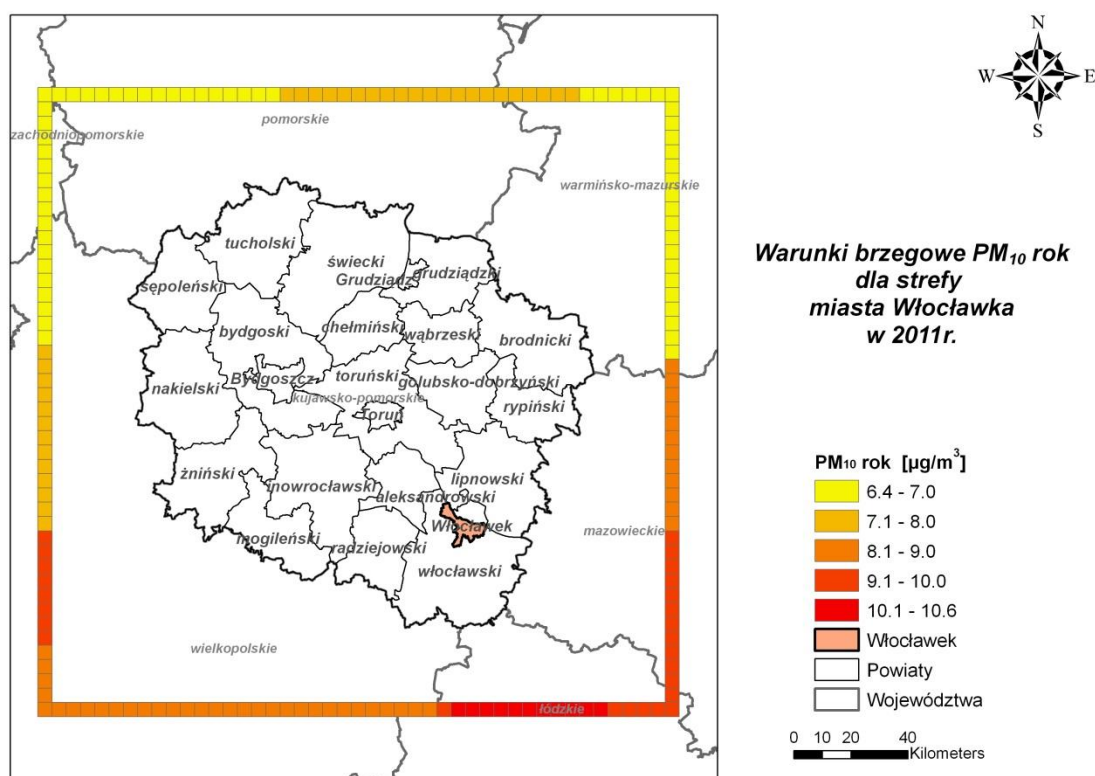 N
W
E
S
pomorskie
zachodniopomorskie
warmińsko-mazurskie
Warunki brzegowe PM₁₀ rok
dla strefy
miasta Włocławka
w 2011r.
tucholski
świecki
Grudziądz
grudziądzki
sępoleński
bydgoski
chełmiński
wąbrzeski
brodnicki
nakielski
Bydgoszcz
toruński
golubsko-dobrzyński
kujawsko-pomorskie
Toruń
rypiński
żniński
inowrocławski
aleksandrowski
lipnowski
Włocławek
mazowieckie
mogileński
radziejowski
włocławski
wielkopolskie
łódzkie
PM₁₀ rok [µg/m³]
6.4 - 7.0
7.1 - 8.0
8.1 - 9.0
9.1 - 10.0
10.1 - 10.6
Włocławek
Powiaty
Województwa
0 10 20 40
Kilometers